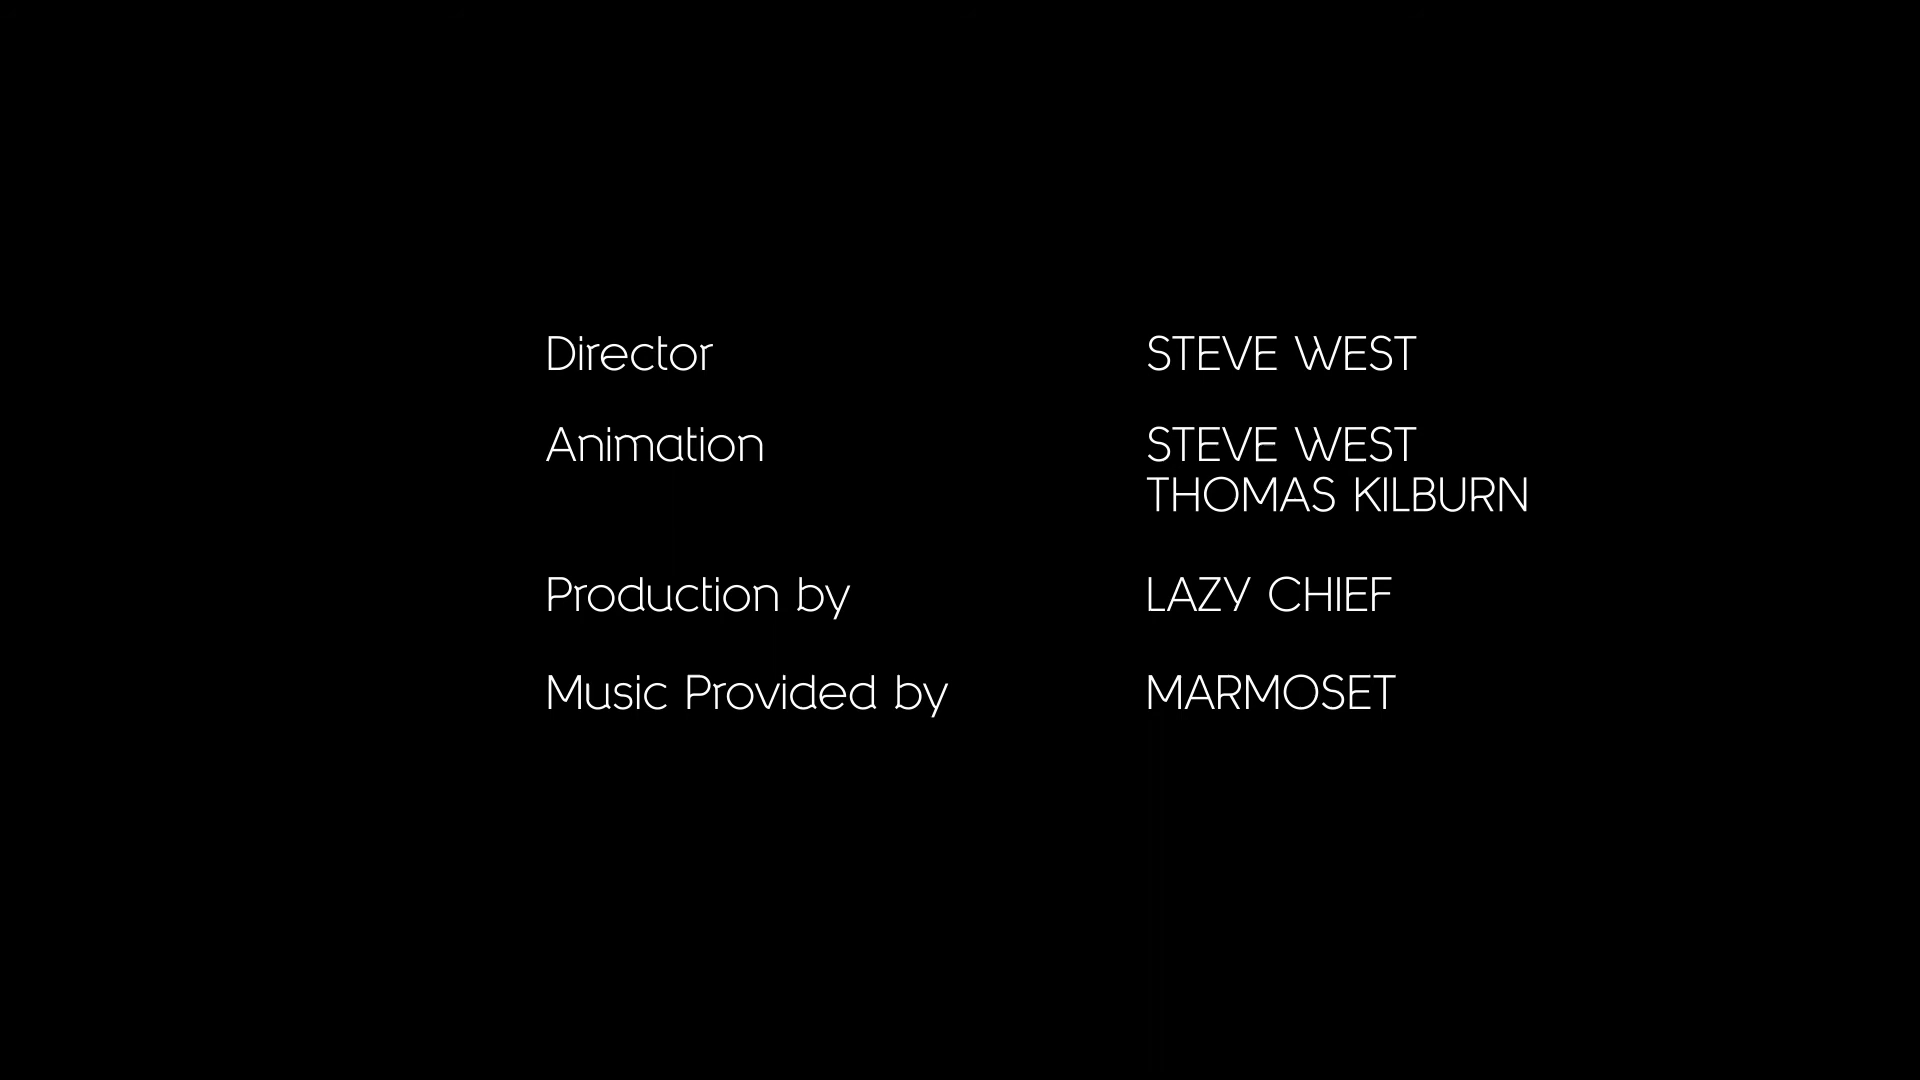 Director STEVE WEST
Animation STEVE WEST
THOMAS KILBURN
Production by LAZY CHIEF
Music Provided by MARMOSET